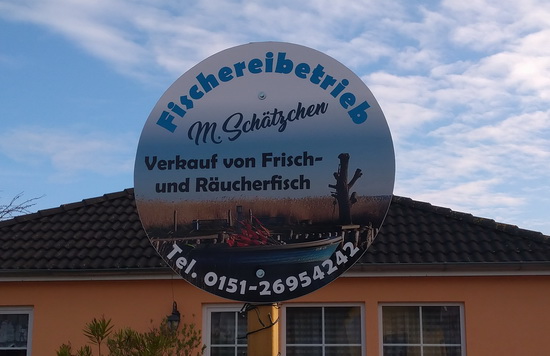 Fischereibetrieb
M. Schätzchen
Verkauf von Frisch-
und Räucherfisch
Tel. 0151-26954242